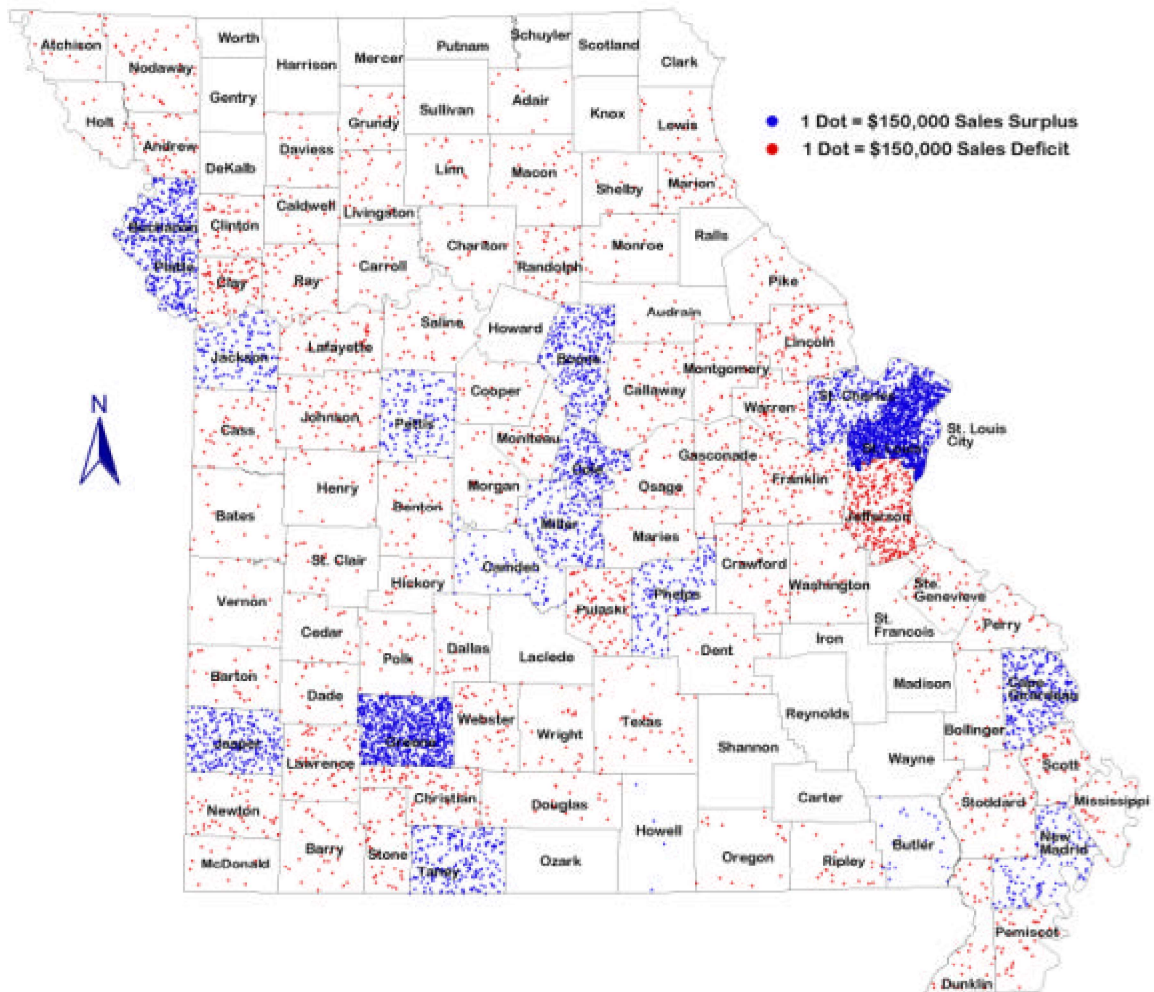 Schuyler
Worth
Putnam
Scotland
Atchison
Mercer
Clark
Nodaway
Harrison
Gentry
Adair
Sullivan
Knox
Holt
Grundy
Lewis
1 Dot = $150,000 Sales Surplus
Andrew
Daviess
1 Dot = $150,000 Sales Deficit
DeKalb
Linn
Macon
Shelby
Marion
Caldwell
Livingston
Clinton
Buchanan
Ralls
Chariton
Monroe
Platte
Carroll
Randolph
Clay
Ray
Pike
Audrain
Saline
Howard
Lincoln
Lafayette
Jackson
Boone
Montgomery
Cooper
Callaway
St. Charles
N
Warren
Johnson
Pettis
Cass
Moniteau
St. Louis
City
St. Louis
Gasconade
Cole
Franklin
Henry
Morgan
Osage
Benton
Bates
Jefferson
Miller
Maries
St. Clair
Camden
Crawford
Hickory
Washington
Ste.
Genevieve
Phelps
Vernon
Pulaski
St.
Francois
Perry
Cedar
Iron
Dallas
Polk
Laclede
Dent
Barton
Madison
Cape
Girardeau
Dade
Reynolds
Webster
Texas
Bollinger
Wright
Jasper
Greene
Shannon
Wayne
Lawrence
Scott
Christian
Carter
Stoddard
Mississippi
Newton
Douglas
Howell
New
Madrid
Barry
Stone
Butler
McDonald
Ozark
Oregon
Ripley
Taney
Pemiscot
Dunklin